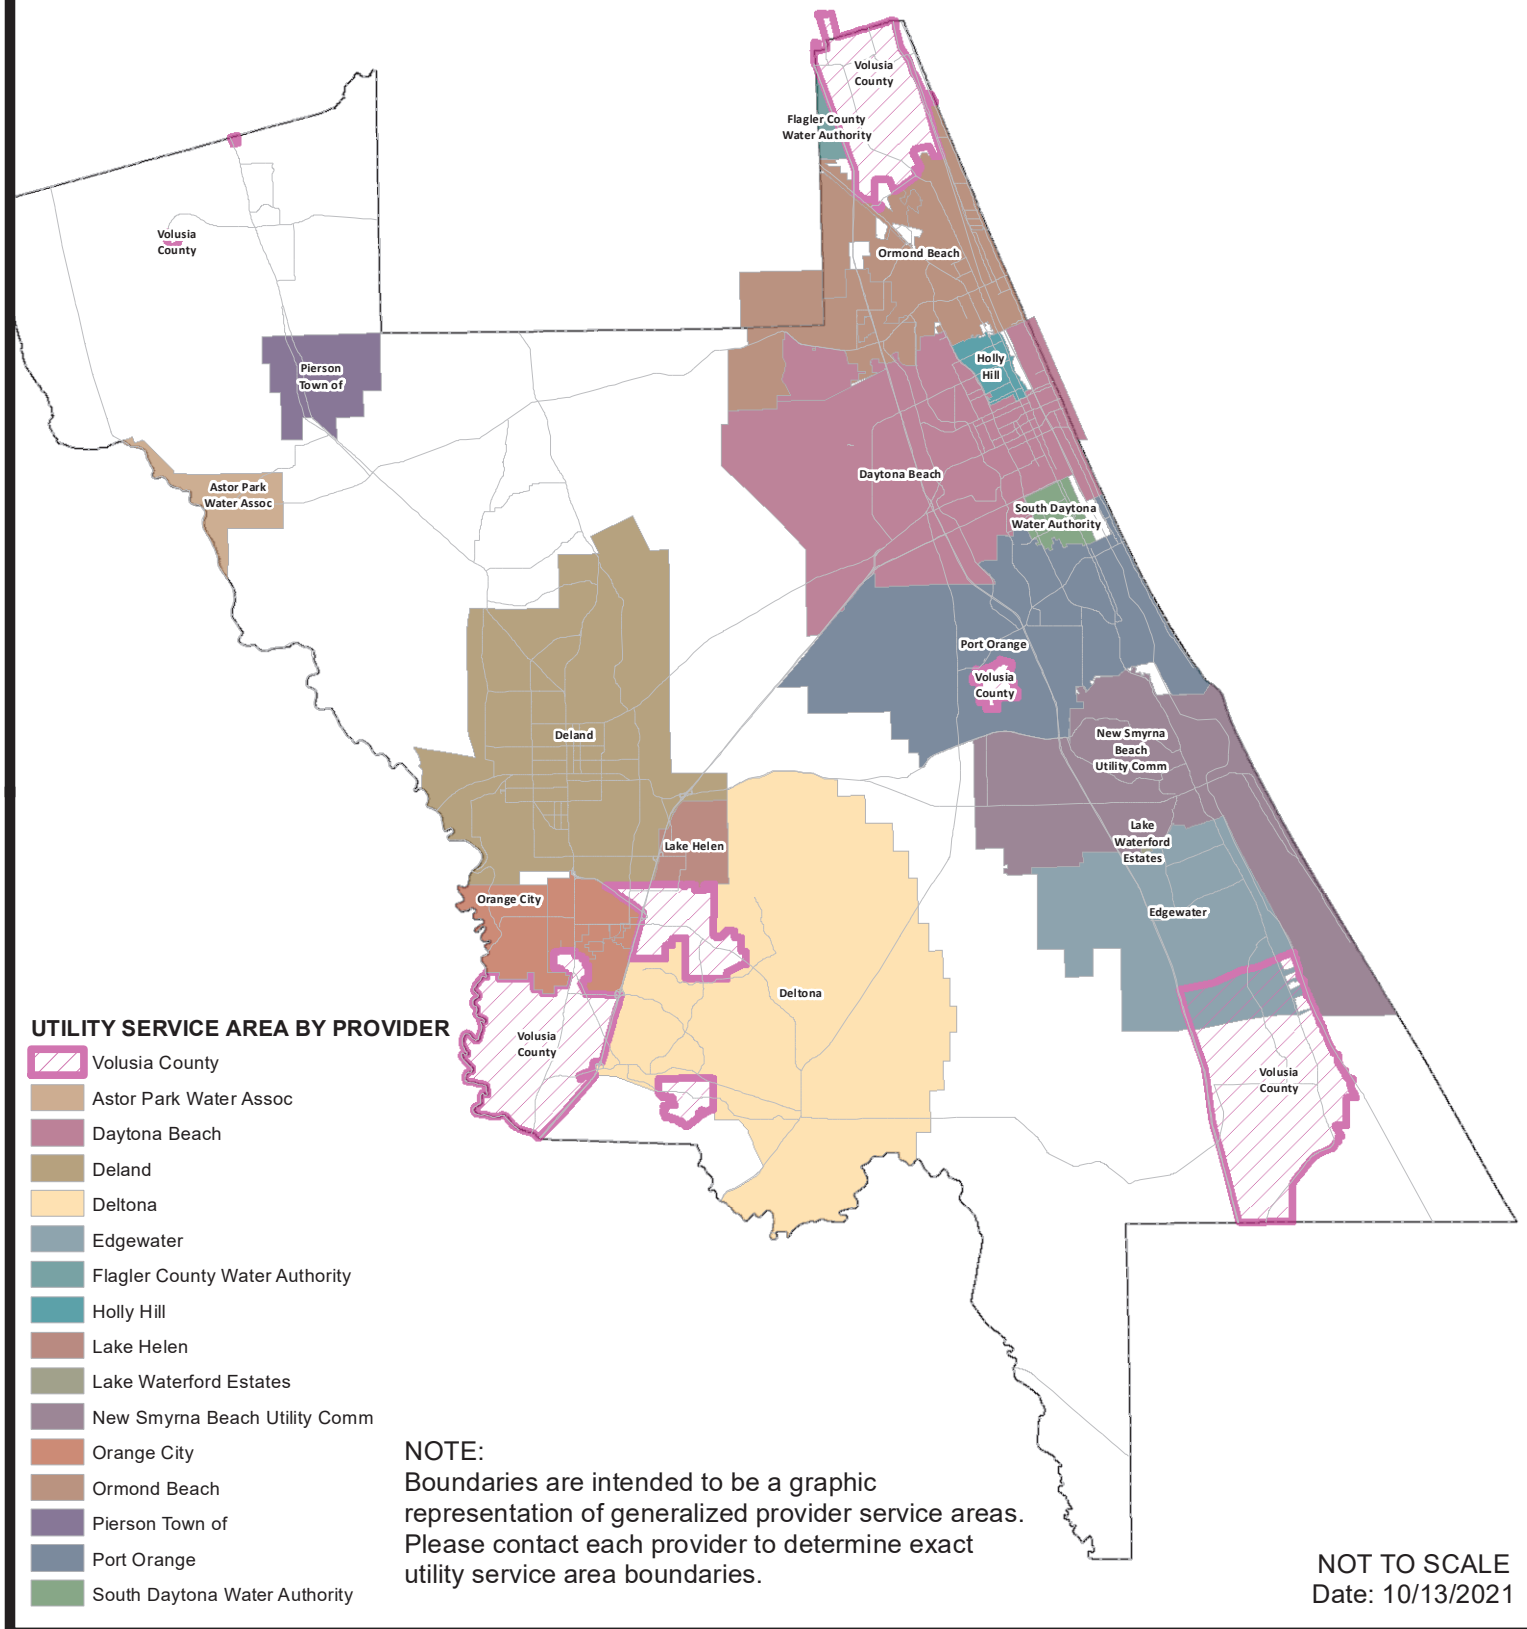 Volusia
County
Flagler County
Water Authority
Volusia
County
Ormond Beach
Pierson
Town of
Holly
Hill
Astor Park
Water Assoc
Daytona Beach
South Daytona
Water Authority
Port Orange
Volusia
County
Deland
New Smyrna
Beach
Utility Comm
Lake
Waterford
Estates
Lake Helen
Orange City
Edgewater
Deltona
Volusia
County
Volusia
County
UTILITY SERVICE AREA BY PROVIDER
Volusia County
Astor Park Water Assoc
Daytona Beach
Deland
Deltona
Edgewater
Flagler County Water Authority
Holly Hill
Lake Helen
Lake Waterford Estates
New Smyrna Beach Utility Comm
Orange City
Ormond Beach
Pierson Town of
Port Orange
South Daytona Water Authority
NOTE:
Boundaries are intended to be a graphic
representation of generalized provider service areas.
Please contact each provider to determine exact
utility service area boundaries.
NOT TO SCALE
Date: 10/13/2021